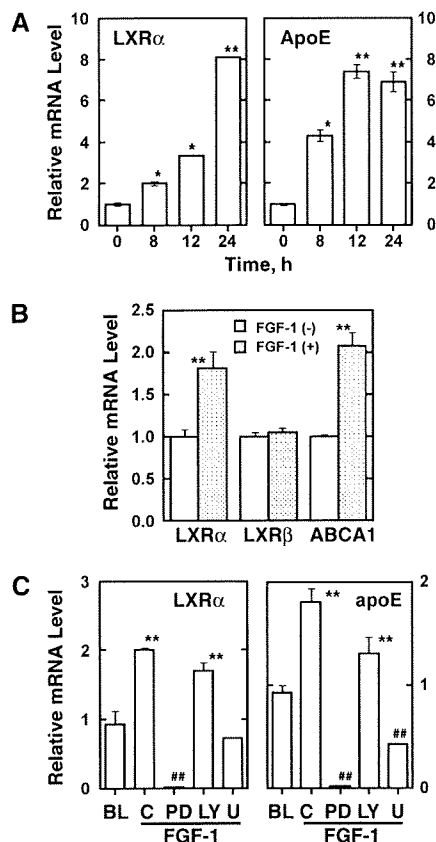 A
LXRα
ApoE
Relative mRNA Level
10
8
6
4
2
0
** 
* 
*
*
**
**
10
8
6
4
2
0
0 8 12 24
0 8 12 24
Time, h
B
Relative mRNA Level
2.5
2.0
1.5
1.0
0.5
0.0
FGF-1 (-)
FGF-1 (+)
**
**
LXRα LXRβ ABCA1
C
Relative mRNA Level
3
2
1
0
LXRα
**
##
**
apoE
**
##
**
##
2
1
0
BL C PD LY U
FGF-1
BL C PD LY U
FGF-1